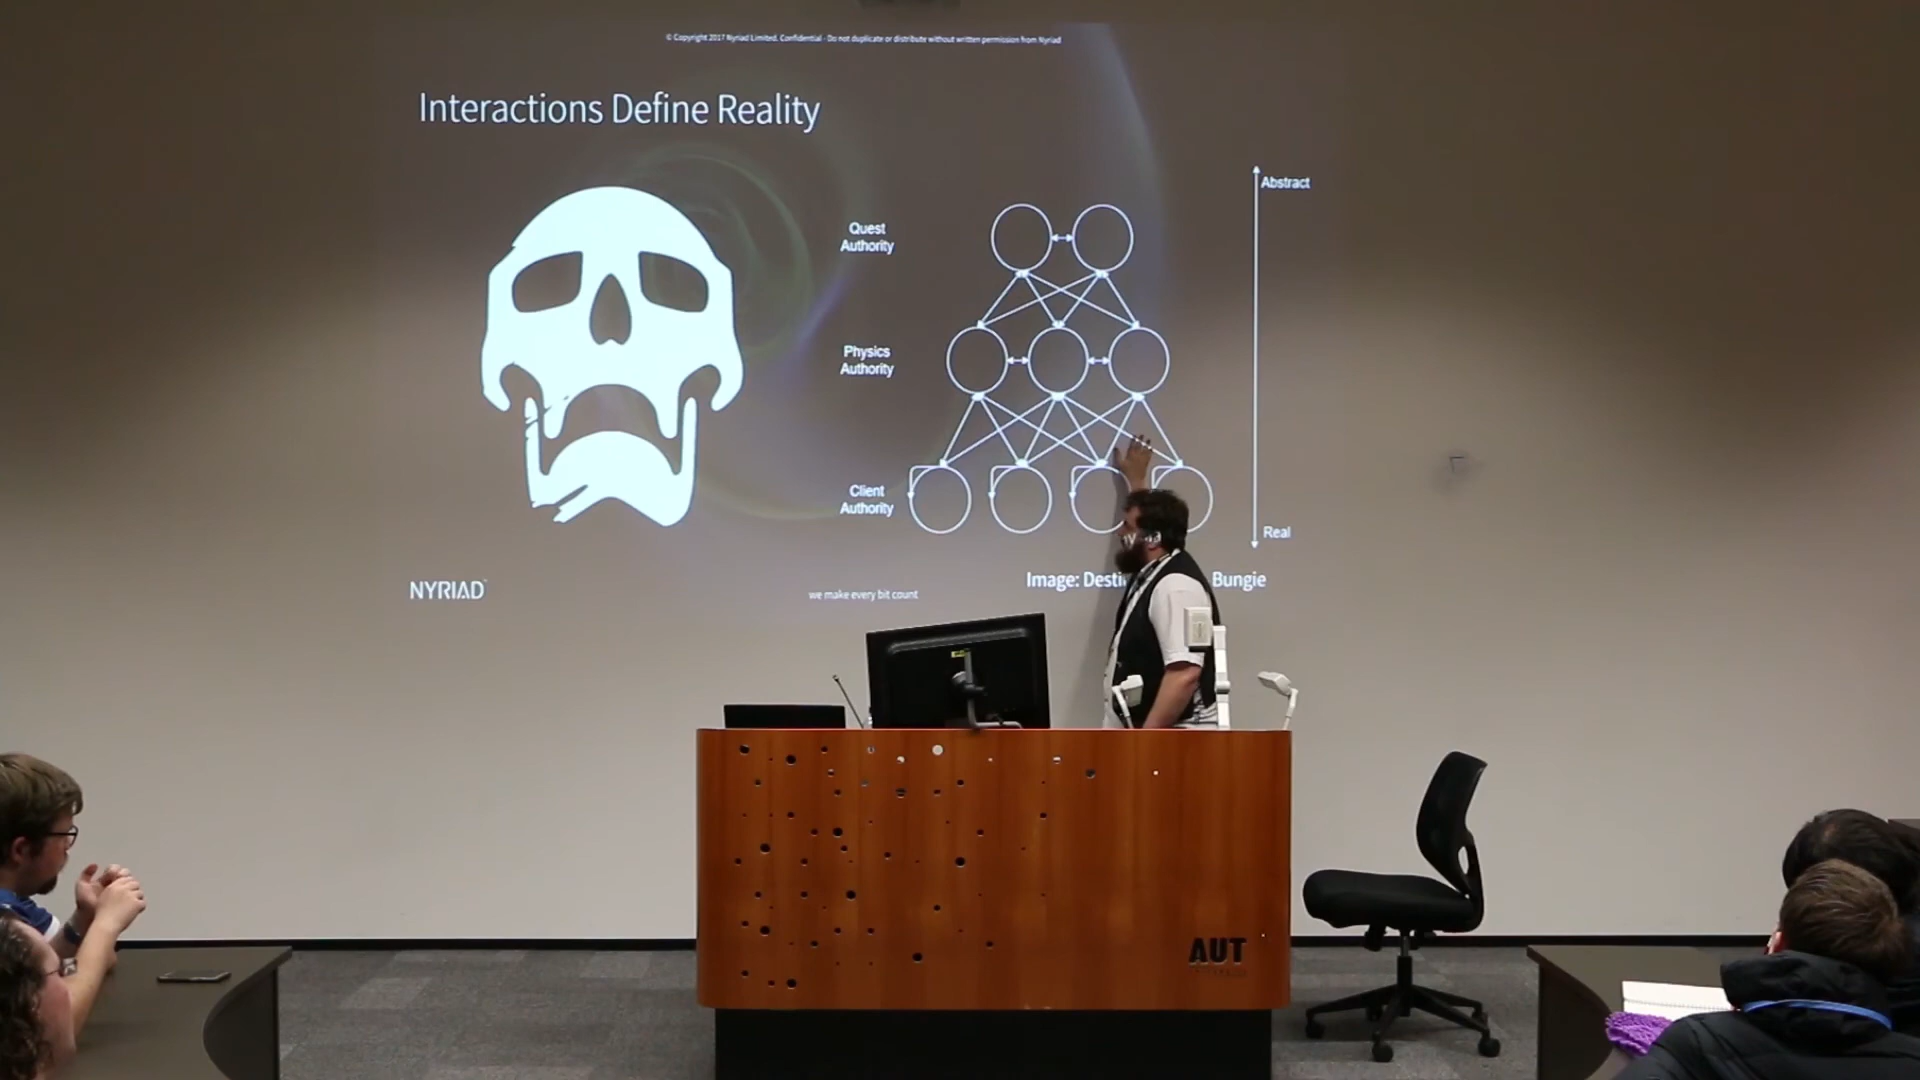 © Copyright 2017 Nyriad Limited. Confidential - Do not duplicate or distribute without written permission from Nyriad
Interactions Define Reality
Abstract
Quest
Authority
Physics
Authority
Client
Authority
Real
Image: Desti
Bungie
NYRIAD
we make every bit count
AUT